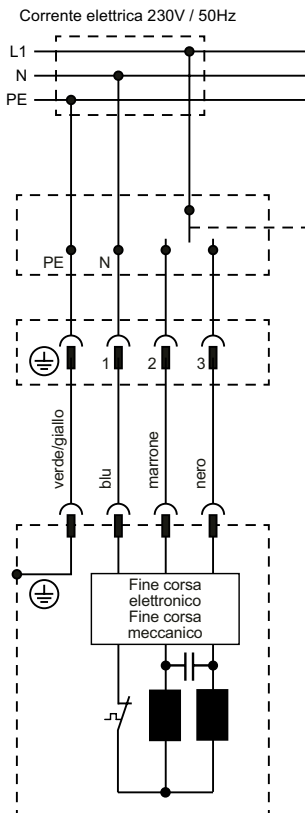 Corrente elettrica 230V / 50Hz
L1
N
PE
PE N
1 2 3
verde/giallo
blu
marrone
nero
Fine corsa
elettronico
Fine corsa
meccanico